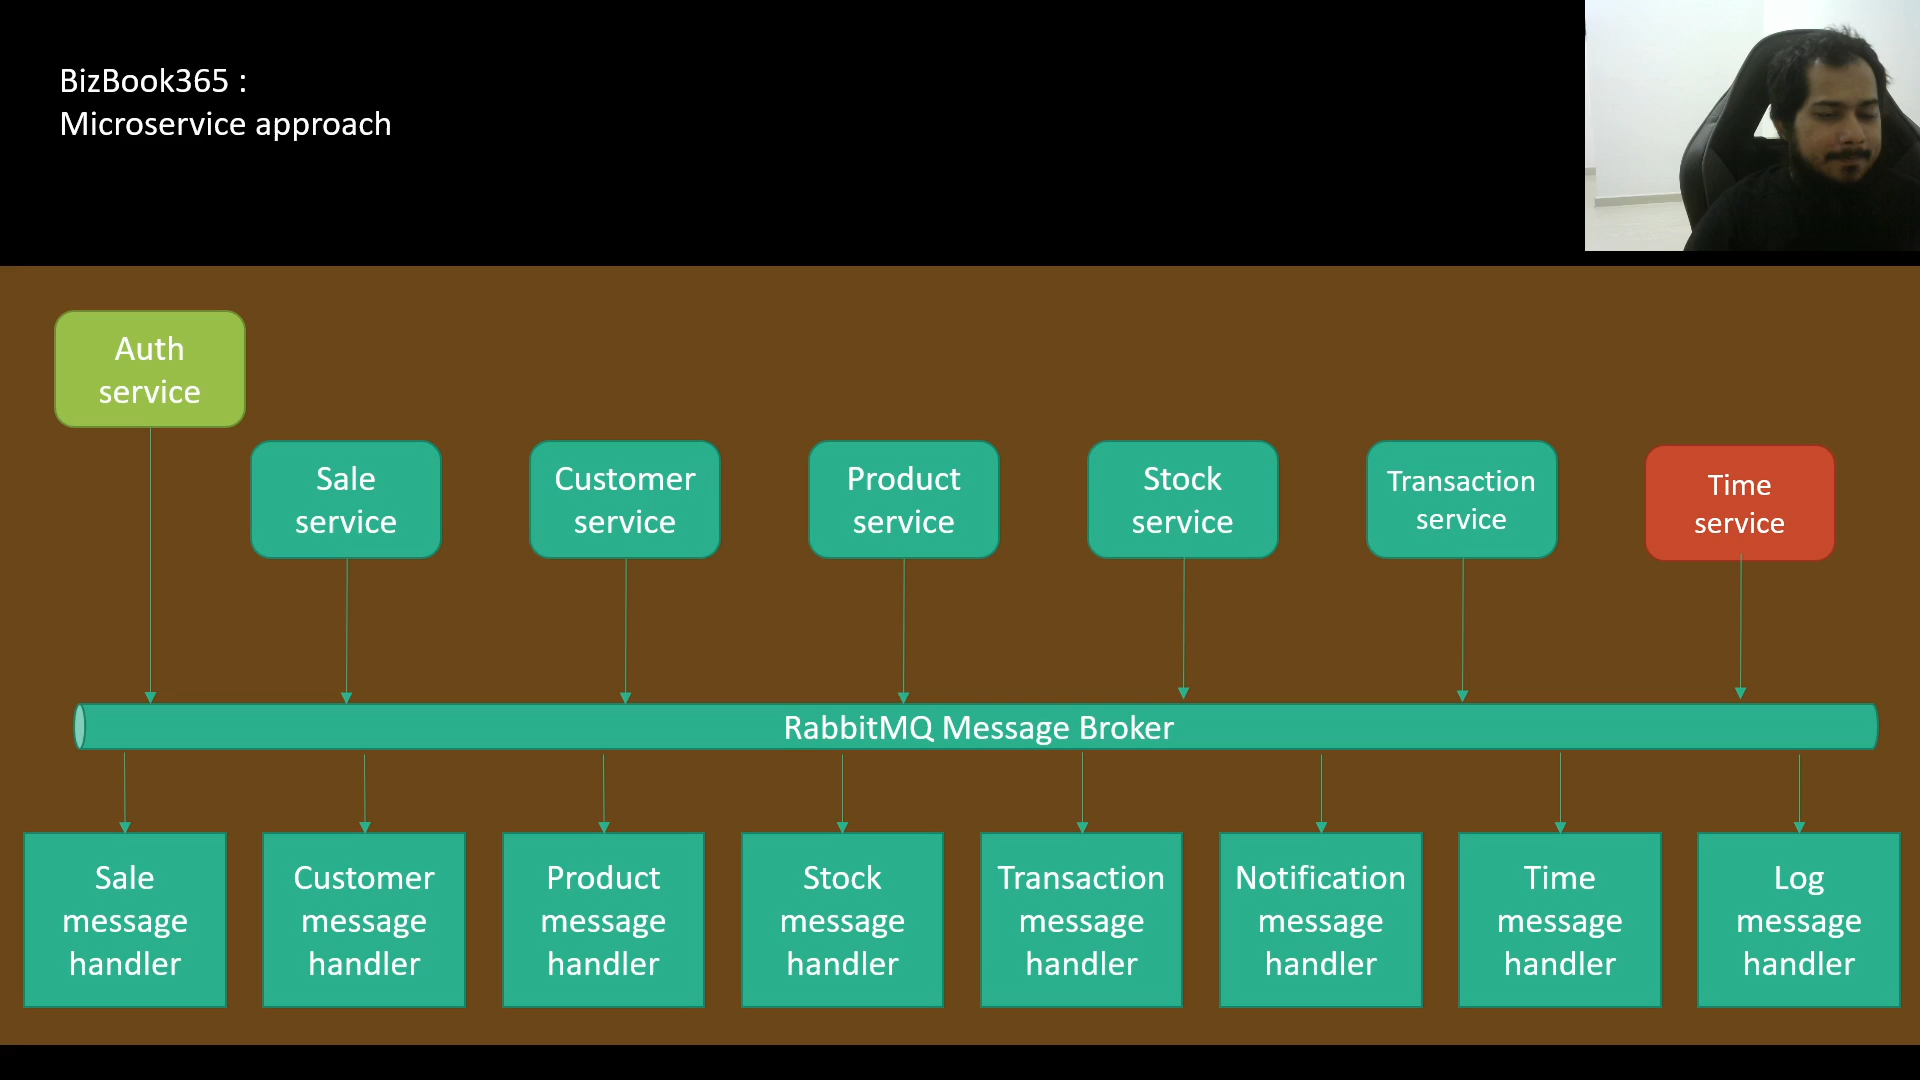 BizBook365 :
Microservice approach
Auth
service
Sale
service
Customer
service
Product
service
Stock
service
Transaction
service
Time
service
RabbitMQ Message Broker
Sale
message
handler
Customer
message
handler
Product
message
handler
Stock
message
handler
Transaction
message
handler
Notification
message
handler
Time
message
handler
Log
message
handler